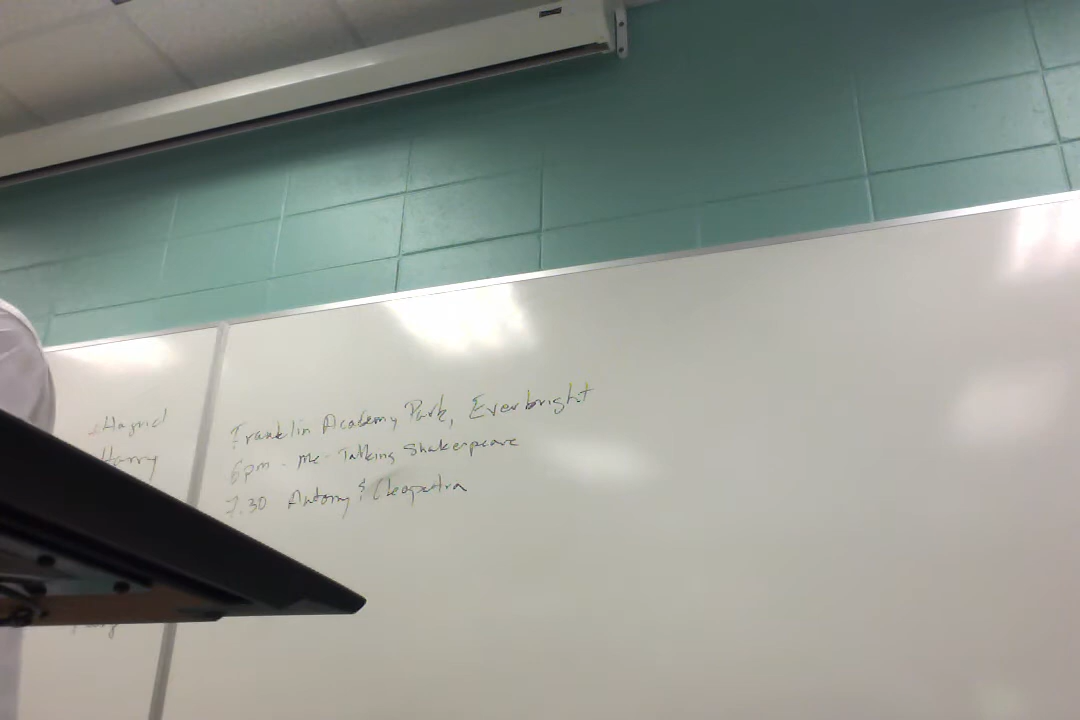 Hagrid
Harry
Franklin Academy Park, Everbright
6pm - Me - Talking Shakespeare
7.30 Antony & Cleopatra